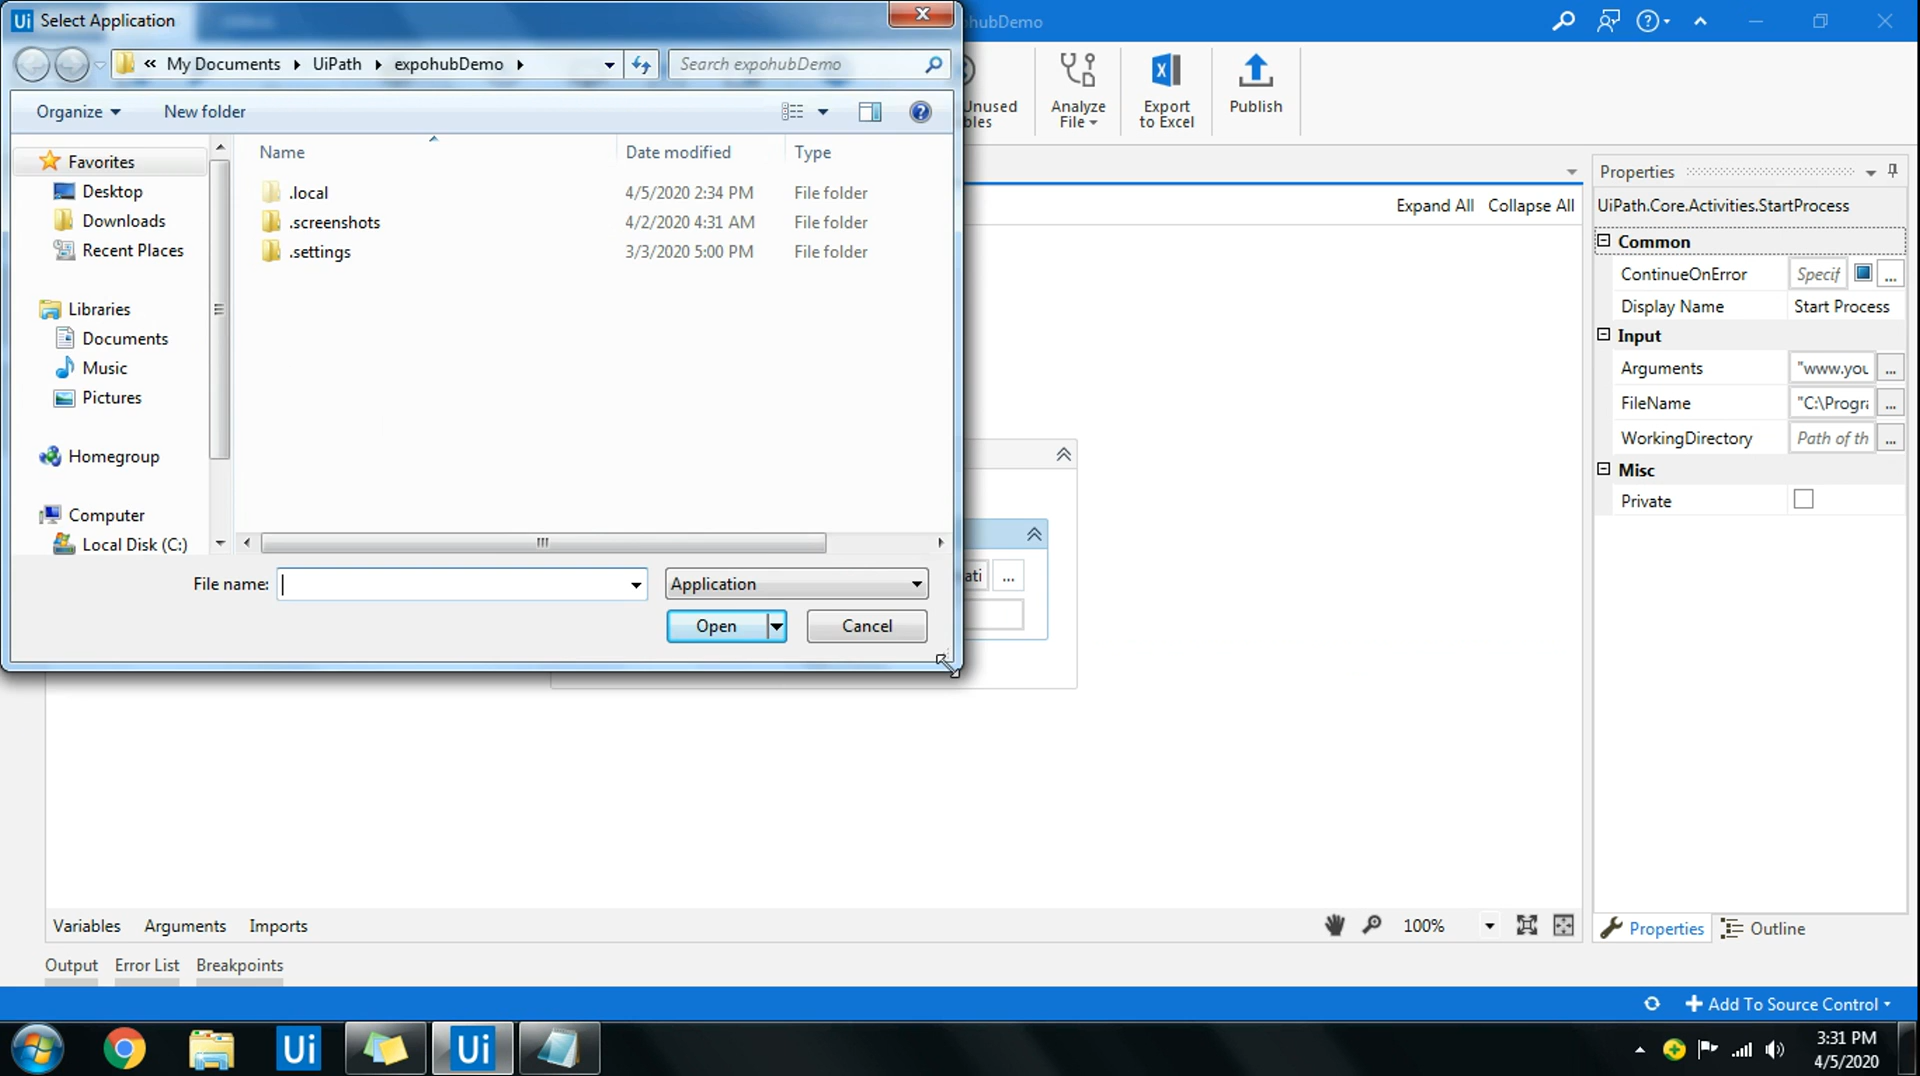 Ui Select Application
ohubDemo
« My Documents UiPath expohubDemo
Search expohubDemo
Organize New folder
Unused
bles
Analyze
File
Export
to Excel
Publish
Name Date modified Type
Favorites
Desktop
Downloads
Recent Places
Libraries
Documents
Music
Pictures
Homegroup
Computer
Local Disk (C:)
.local 4/5/2020 2:34 PM File folder
.screenshots 4/2/2020 4:31 AM File folder
.settings 3/3/2020 5:00 PM File folder
File name:
Application
Open Cancel
Expand All Collapse All
ati ...
Properties
UiPath.Core.Activities.StartProcess
Common
ContinueOnError Specif ...
Display Name Start Process
Input
Arguments "www.you ...
FileName "C:\Progra ...
WorkingDirectory Path of th ...
Misc
Private
Variables Arguments Imports
100%
Properties Outline
Output Error List Breakpoints
Add To Source Control
Ui Ui
3:31 PM
4/5/2020